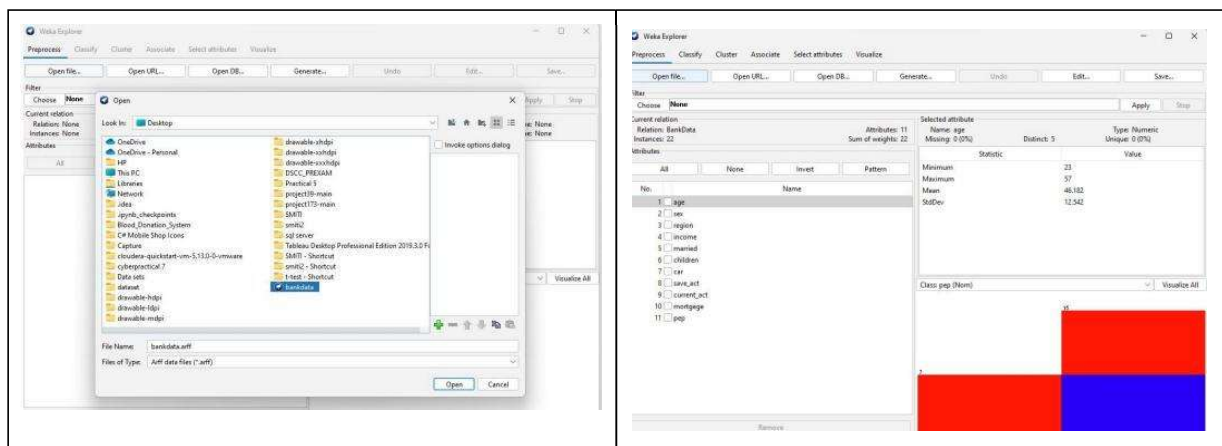 Weka Explorer
Preprocess Classify Cluster Associate Select attributes Visualize
Open file... Open URL... Open DB... Generate... Undo Edit... Save...
Filter
Choose None Apply Stop
Current relation
Relation: None
Instances: None
Attributes
All
Open
Look In: Desktop
Invoke options dialog
OneDrive
OneDrive - Personal
HP
This PC
Libraries
Network
.idea
.ipynb_checkpoints
Blood_Donation_System
C# Mobile Shop Icons
Capture
cloudera-quickstart-vm-5.13.0-0-vmware
cyberpractical 7
Data sets
dataset
drawable-hdpi
drawable-ldpi
drawable-mdpi
drawable-xhdpi
drawable-xxhdpi
drawable-xxxhdpi
DSCC_PREXAM
Practical 5
project39-main
project173-main
SMITI
smiti2
sql server
Tableau Desktop Professional Edition 2019.3.0
SMITI - Shortcut
smiti2 - Shortcut
t-test - Shortcut
bankdata
File Name: bankdata.arff
Files of Type: Arff data files (*.arff)
Open Cancel
None
None
Visualize All
Weka Explorer
Preprocess Classify Cluster Associate Select attributes Visualize
Open file... Open URL... Open DB... Generate... Undo Edit... Save...
Filter
Choose None Apply Stop
Current relation
Relation: BankData Attributes: 11
Instances: 22 Sum of weights: 22
Attributes
All None Invert Pattern
No. Name
1 age
2 sex
3 region
4 income
5 married
6 children
7 car
8 save_act
9 current_act
10 mortgege
11 pep
Remove
Selected attribute
Name: age Type: Numeric
Missing: 0 (0%) Distinct: 5 Unique: 0 (0%)
Statistic Value
Minimum 23
Maximum 57
Mean 46.182
StdDev 12.542
Class: pep (Nom) Visualize All